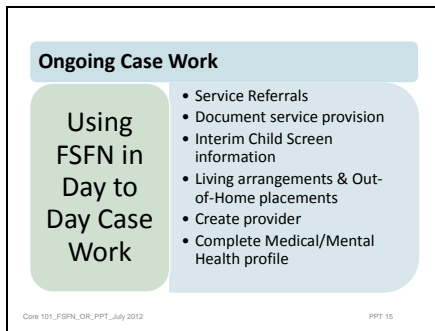 Ongoing Case Work
Using
FSFN in
Day to
Day Case
Work
• Service Referrals
• Document service provision
• Interim Child Screen
information
• Living arrangements & Out-
of-Home placements
• Create provider
• Complete Medical/Mental
Health profile
Core 101_FSFN_OR_PPT_July 2012
PPT 15